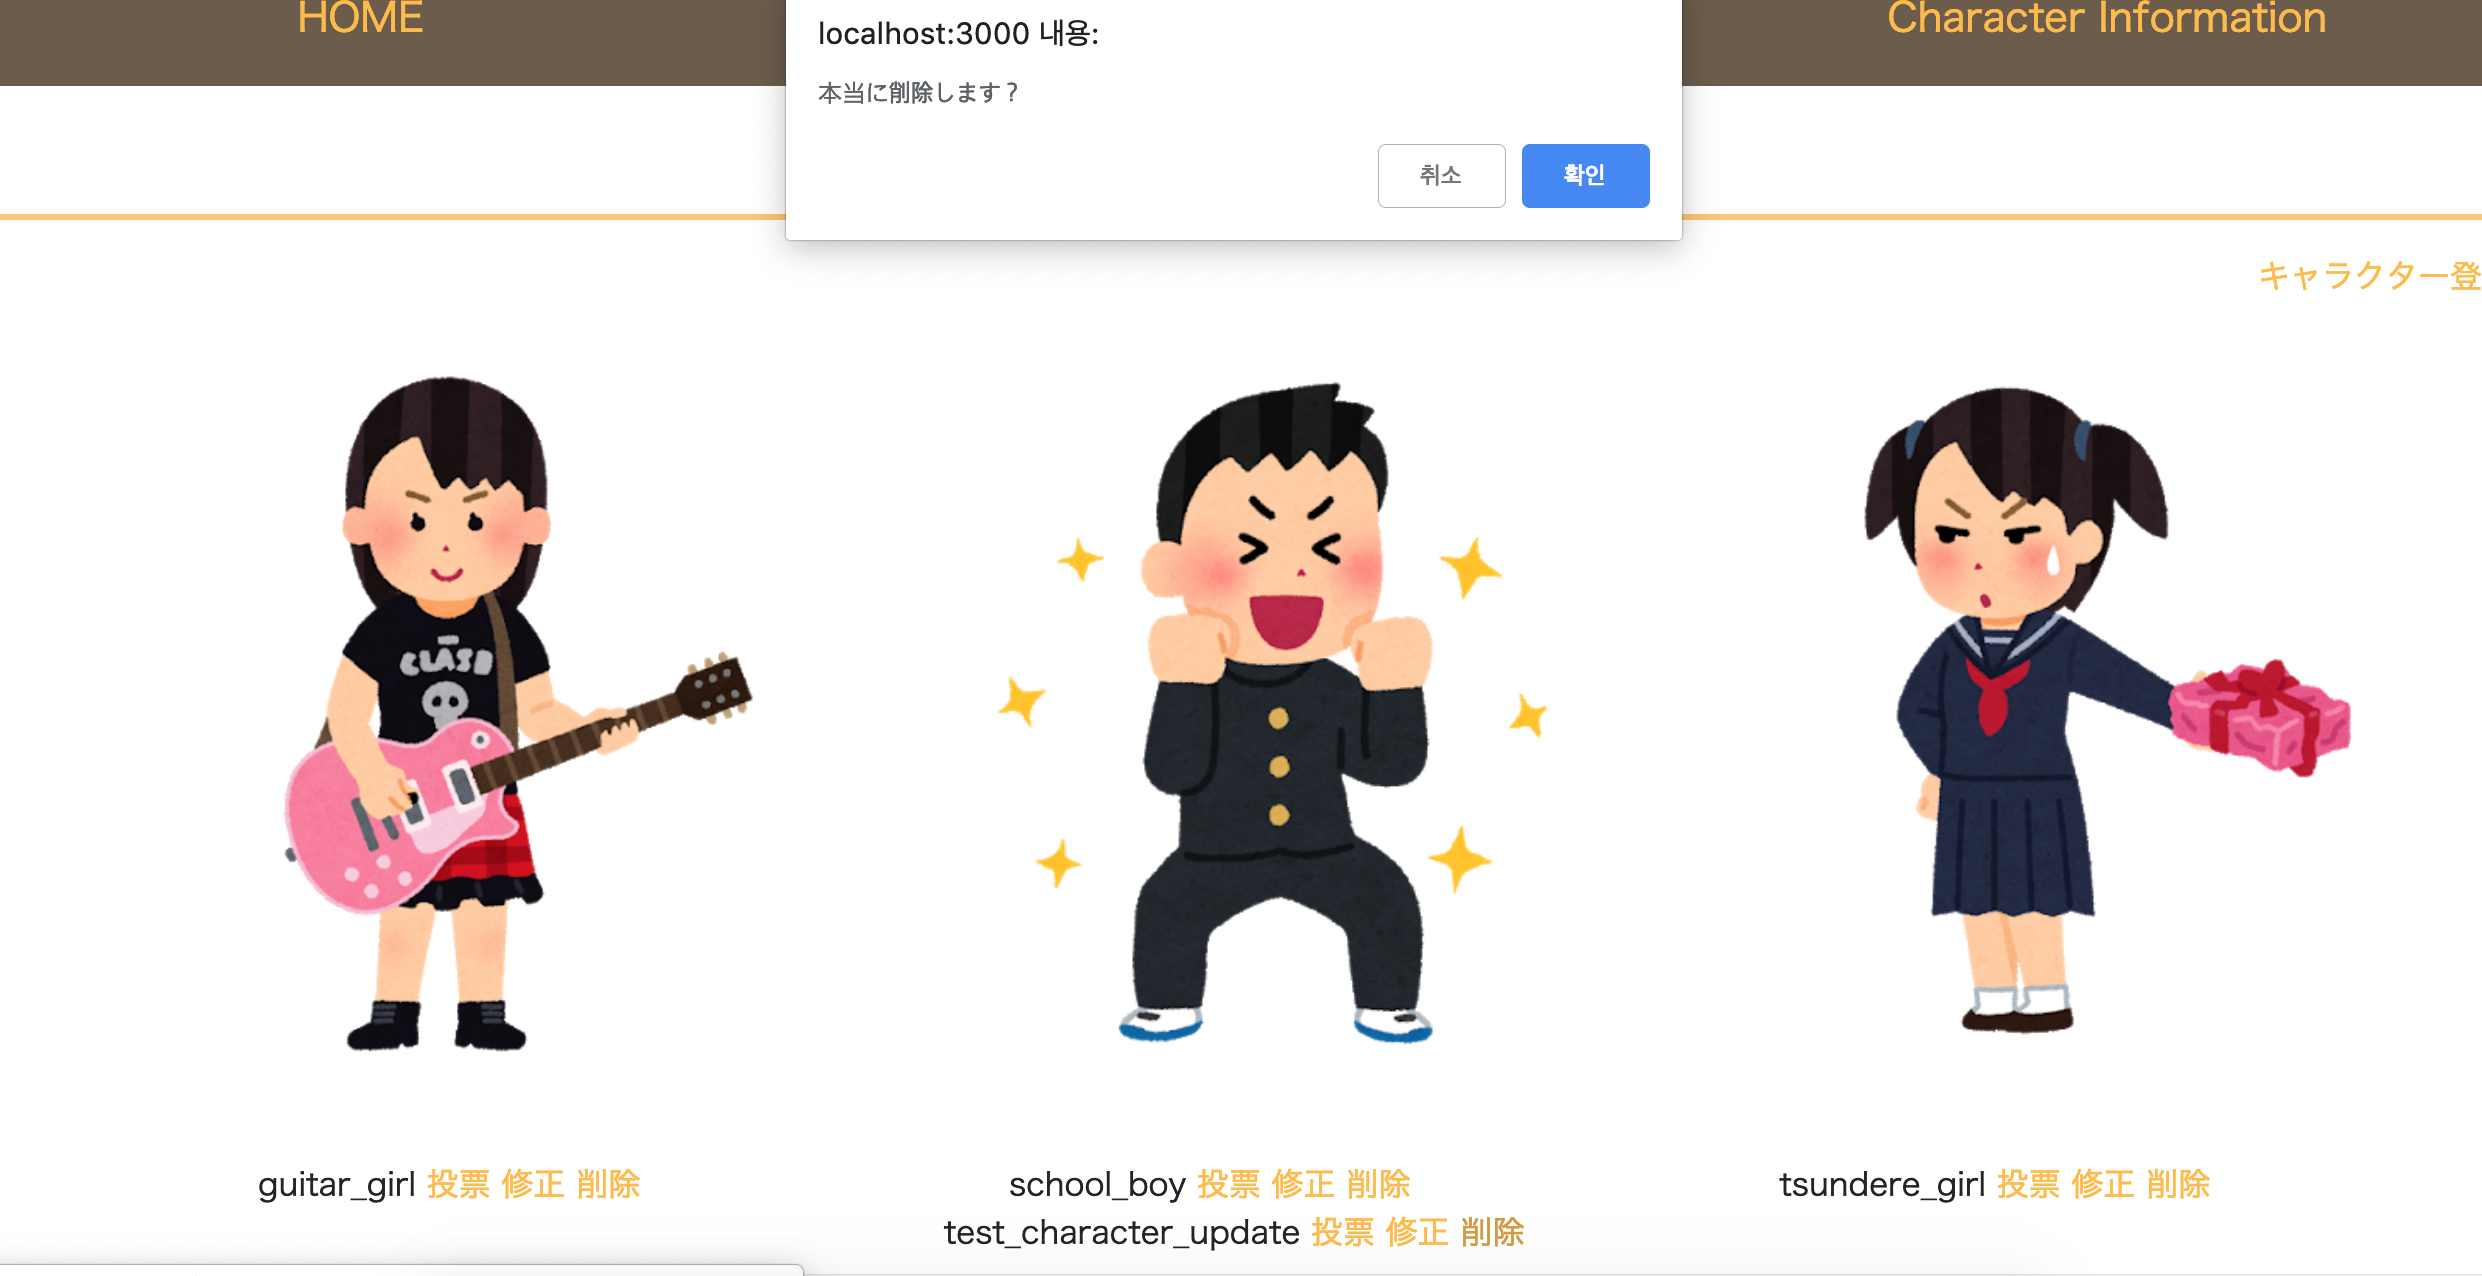 HOME
Character Information
localhost:3000 내용:
本当に削除します？
취소 확인
キャラクター登
CLASH
guitar_girl 投票 修正 削除
school_boy 投票 修正 削除
tsundere_girl 投票 修正 削除
test_character_update 投票 修正 削除